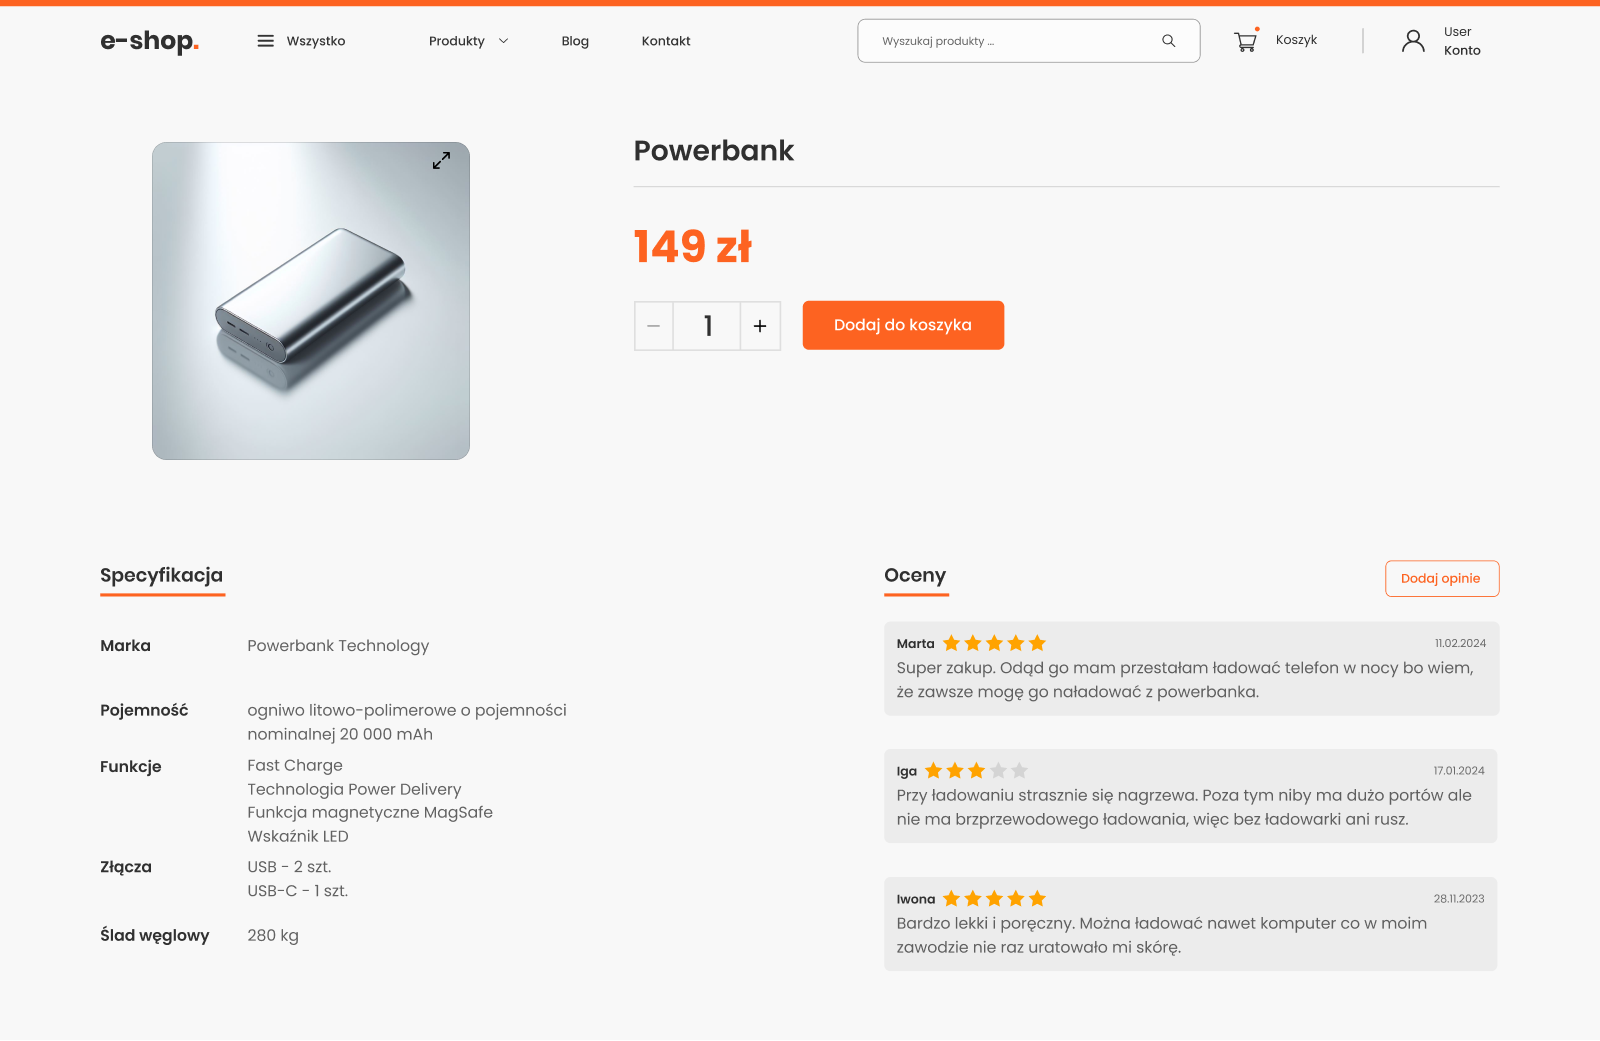 e-shop.
Wszystko
Produkty
Blog
Kontakt
Wyszukaj produkty ...
Koszyk
User
Konto
Powerbank
149 zł
1
Dodaj do koszyka
Specyfikacja
Marka
Powerbank Technology
Pojemność
ogniwo litowo-polimerowe o pojemności
nominalnej 20 000 mAh
Funkcje
Fast Charge
Technologia Power Delivery
Funkcja magnetyczne MagSafe
Wskaźnik LED
Złącza
USB - 2 szt.
USB-C - 1 szt.
Ślad węglowy
280 kg
Oceny
Dodaj opinie
Marta
11.02.2024
Super zakup. Odąd go mam przestałam ładować telefon w nocy bo wiem,
że zawsze mogę go naładować z powerbanka.
Iga
17.01.2024
Przy ładowaniu strasznie się nagrzewa. Poza tym niby ma dużo portów ale
nie ma brzprzewodowego ładowania, więc bez ładowarki ani rusz.
Iwona
28.11.2023
Bardzo lekki i poręczny. Można ładować nawet komputer co w moim
zawodzie nie raz uratowało mi skórę.